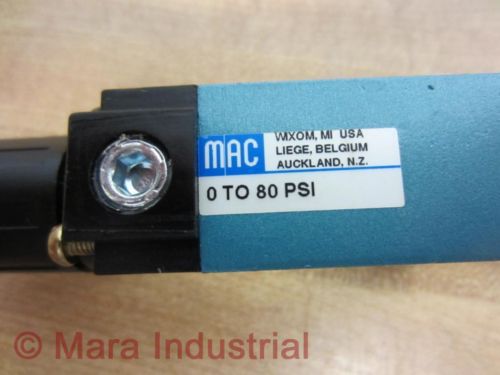 MAC
WIXOM, MI USA
LIEGE, BELGIUM
AUCKLAND, N.Z.
0 TO 80 PSI
© Mara Industrial